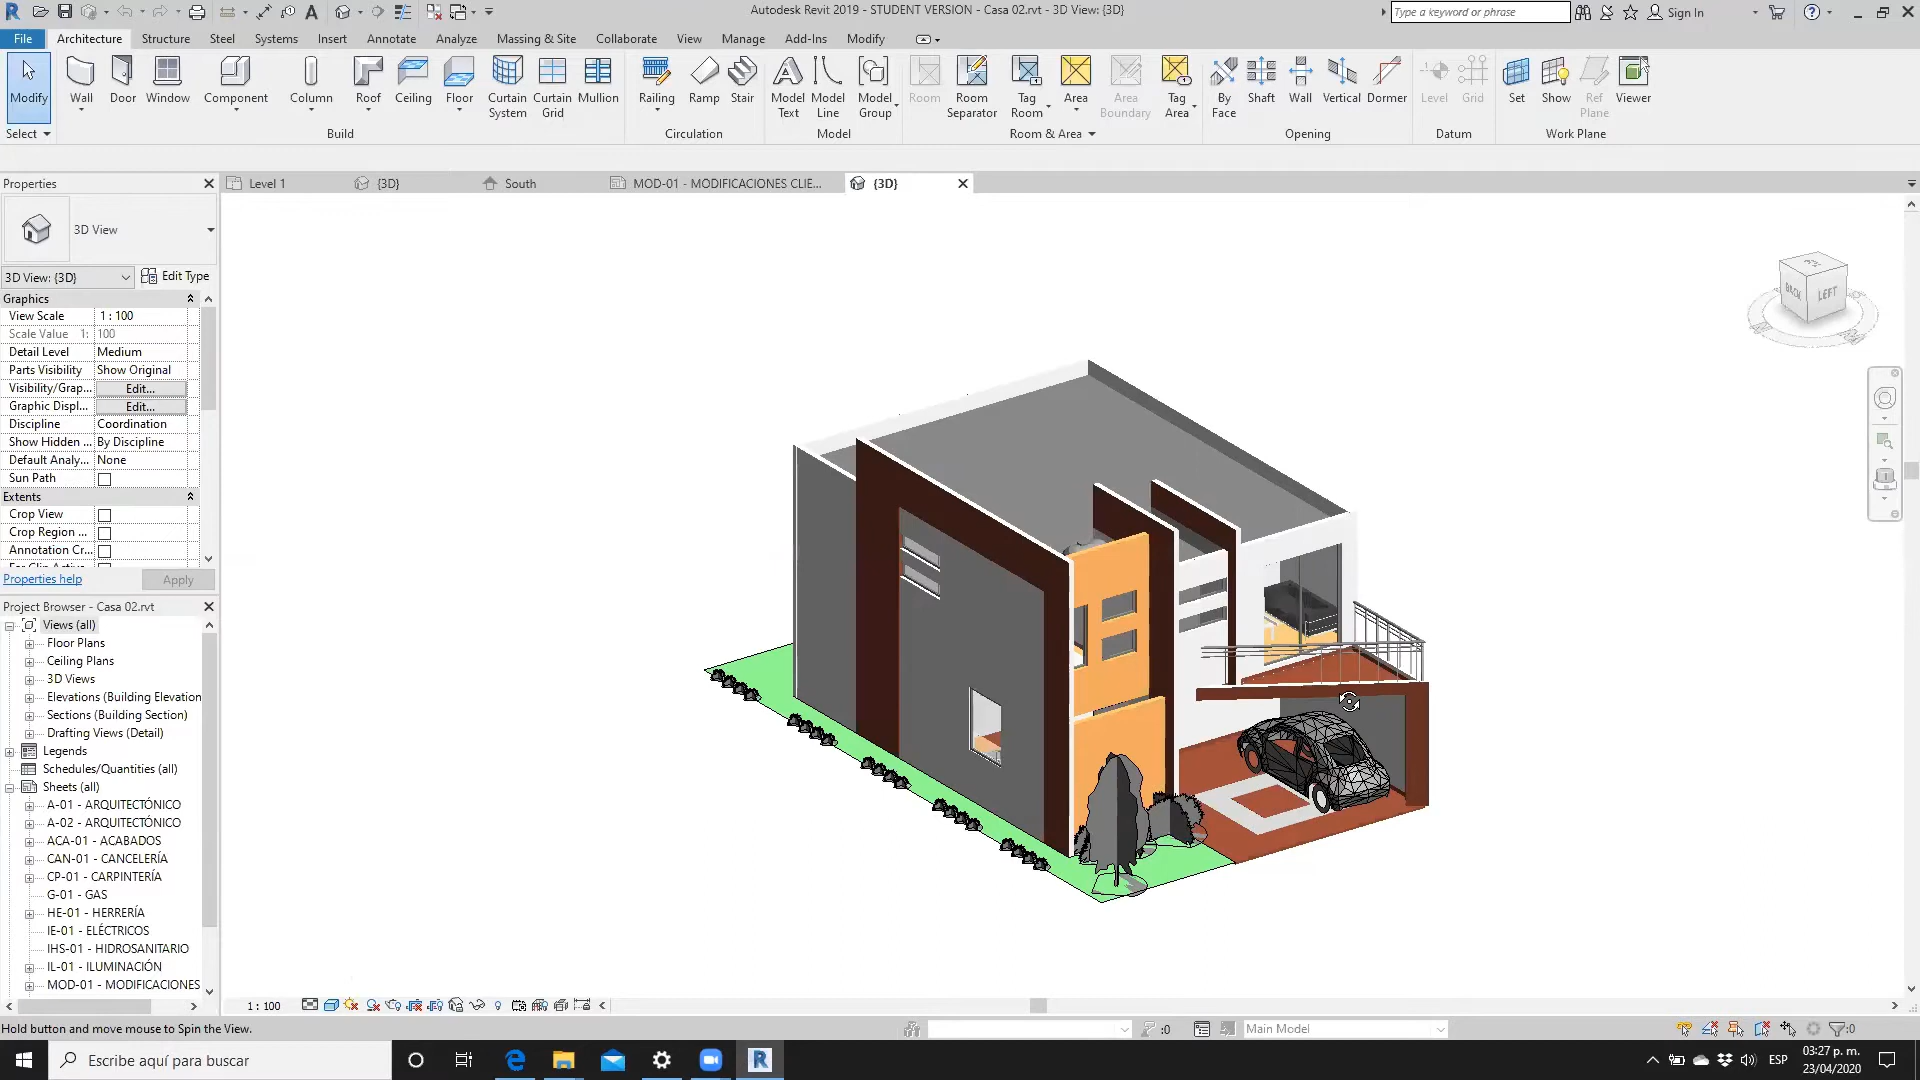 Autodesk Revit 2019 - STUDENT VERSION - Casa 02.rvt - 3D View: {3D}
Type a keyword or phrase
Sign In
File Architecture Structure Steel Systems Insert Annotate Analyze Massing & Site Collaborate View Manage Add-Ins Modify
Modify Wall Door Window Component Column Roof Ceiling Floor Curtain System Curtain Grid Mullion Railing Ramp Stair Model Text Model Line Model Group Room Room Separator Tag Room Area Area Boundary Tag Area By Face Shaft Wall Vertical Dormer Level Grid Set Show Ref Plane Viewer
Select Build Circulation Model Room & Area Opening Datum Work Plane
Properties
Level 1 {3D} South MOD-01 - MODIFICACIONES CLIE... {3D}
3D View
3D View: {3D} Edit Type
Graphics
View Scale 1 : 100
Scale Value 1: 100
Detail Level Medium
Parts Visibility Show Original
Visibility/Grap... Edit...
Graphic Displ... Edit...
Discipline Coordination
Show Hidden ... By Discipline
Default Analy... None
Sun Path
Extents
Crop View
Crop Region ...
Annotation Cr...
Properties help Apply
BACK LEFT
Project Browser - Casa 02.rvt
Views (all)
Floor Plans
Ceiling Plans
3D Views
Elevations (Building Elevation
Sections (Building Section)
Drafting Views (Detail)
Legends
Schedules/Quantities (all)
Sheets (all)
A-01 - ARQUITECTÓNICO
A-02 - ARQUITECTÓNICO
ACA-01 - ACABADOS
CAN-01 - CANCELERÍA
CP-01 - CARPINTERÍA
G-01 - GAS
HE-01 - HERRERÍA
IE-01 - ELÉCTRICOS
IHS-01 - HIDROSANITARIO
IL-01 - ILUMINACIÓN
MOD-01 - MODIFICACIONES
1 : 100
Hold button and move mouse to Spin the View.
:0 Main Model :0
Escribe aquí para buscar
ESP
03:27 p. m.
23/04/2020